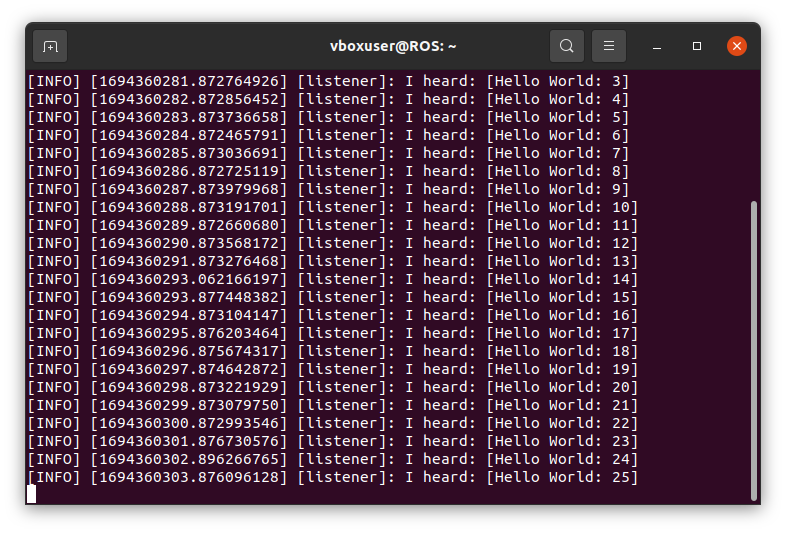 vboxuser@ROS: ~
[INFO] [1694360281.872764926] [listener]: I heard: [Hello World: 3]
[INFO] [1694360282.872856452] [listener]: I heard: [Hello World: 4]
[INFO] [1694360283.873736658] [listener]: I heard: [Hello World: 5]
[INFO] [1694360284.872465791] [listener]: I heard: [Hello World: 6]
[INFO] [1694360285.873036691] [listener]: I heard: [Hello World: 7]
[INFO] [1694360286.872725119] [listener]: I heard: [Hello World: 8]
[INFO] [1694360287.873979968] [listener]: I heard: [Hello World: 9]
[INFO] [1694360288.873191701] [listener]: I heard: [Hello World: 10]
[INFO] [1694360289.872660680] [listener]: I heard: [Hello World: 11]
[INFO] [1694360290.873568172] [listener]: I heard: [Hello World: 12]
[INFO] [1694360291.873276468] [listener]: I heard: [Hello World: 13]
[INFO] [1694360293.062166197] [listener]: I heard: [Hello World: 14]
[INFO] [1694360293.877448382] [listener]: I heard: [Hello World: 15]
[INFO] [1694360294.873104147] [listener]: I heard: [Hello World: 16]
[INFO] [1694360295.876203464] [listener]: I heard: [Hello World: 17]
[INFO] [1694360296.875674317] [listener]: I heard: [Hello World: 18]
[INFO] [1694360297.874642872] [listener]: I heard: [Hello World: 19]
[INFO] [1694360298.873221929] [listener]: I heard: [Hello World: 20]
[INFO] [1694360299.873079750] [listener]: I heard: [Hello World: 21]
[INFO] [1694360300.872993546] [listener]: I heard: [Hello World: 22]
[INFO] [1694360301.876730576] [listener]: I heard: [Hello World: 23]
[INFO] [1694360302.896266765] [listener]: I heard: [Hello World: 24]
[INFO] [1694360303.876096128] [listener]: I heard: [Hello World: 25]